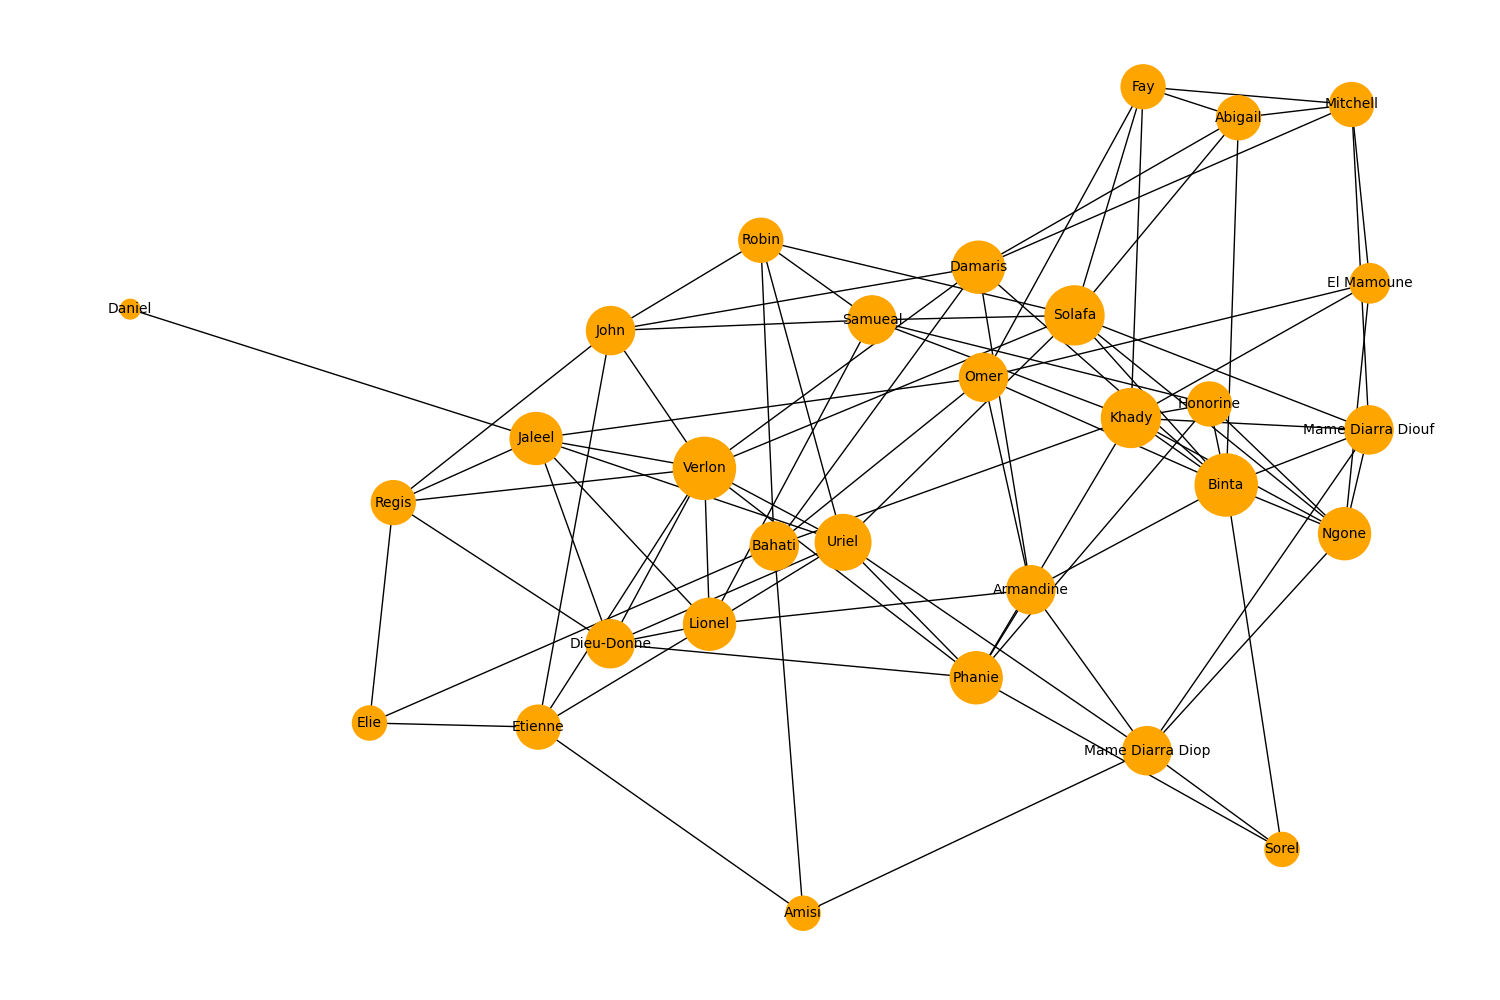 Fay
Mitchell
Abigail
Robin
Damaris
El Mamoune
Daniel
Solafa
Samueal
John
Omer
Honorine
Khady
Mame Diarra Diouf
Jaleel
Verlon
Binta
Regis
Ngone
Uriel
Bahati
Armandine
Lionel
Dieu-Donne
Phanie
Elie
Etienne
Mame Diarra Diop
Sorel
Amisi